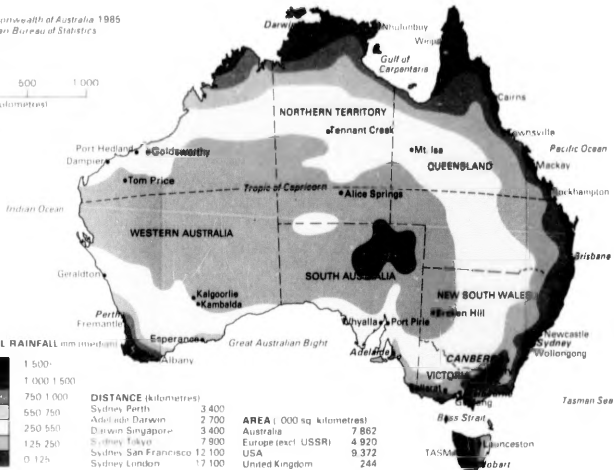 nwealth of Australia 1985
n Bureau of Statistics
500 1 000
ilometres)
Darwin
Nhulunbuy
Weipa
Gulf of
Carpentaria
Cairns
Townsville
Pacific Ocean
Mackay
Rockhampton
Brisbane
NORTHERN TERRITORY
Tennant Creek
Mt. Isa
QUEENSLAND
Port Hedland
Goldsworthy
Dampier
Tom Price
Tropic of Capricorn
Alice Springs
Indian Ocean
WESTERN AUSTRALIA
SOUTH AUSTRALIA
Geraldton
Kalgoorlie
Kambalda
NEW SOUTH WALES
Broken Hill
Perth
Fremantle
Esperance
Great Australian Bight
Whyalla
Port Pirie
Newcastle
Sydney
Wollongong
Albany
Adelaide
CANBERRA
VICTORIA
Ballarat
Geelong
Tasman Sea
Bass Strait
Launceston
TASM
Hobart
L RAINFALL mm (median)
1 500+
1 000 1 500
750 1 000
550 750
250 550
125 250
0 125
DISTANCE (kilometres)
Sydney Perth 3 400
Adelaide Darwin 2 700
Darwin Singapore 3 400
Sydney Tokyo 7 900
Sydney San Francisco 12 100
Sydney London 17 100
AREA ( 000 sq. kilometres)
Australia 7 862
Europe (excl. USSR) 4 920
USA 9.372
United Kingdom 244